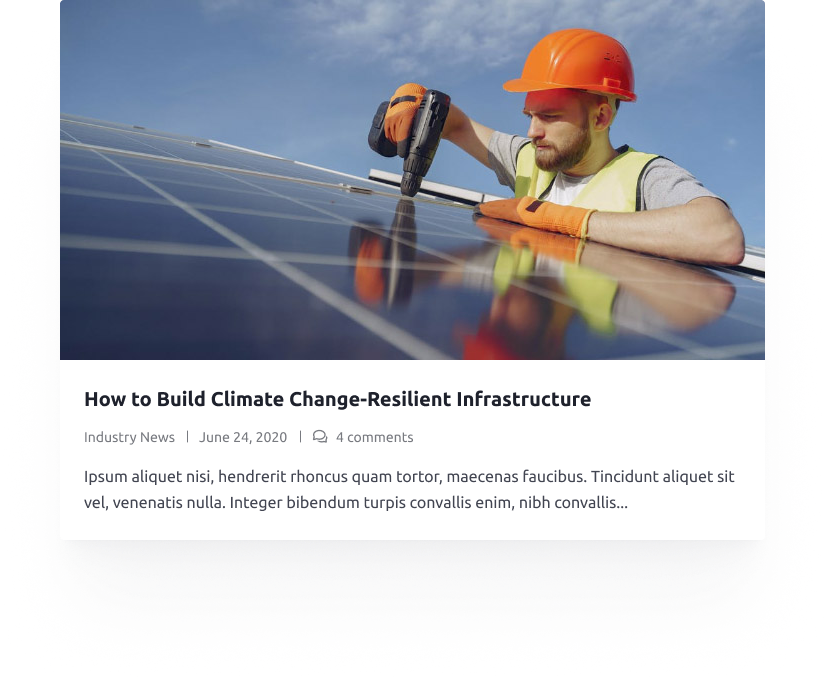 How to Build Climate Change-Resilient Infrastructure
Industry News | June 24, 2020 | 4 comments
Ipsum aliquet nisi, hendrerit rhoncus quam tortor, maecenas faucibus. Tincidunt aliquet sit
vel, venenatis nulla. Integer bibendum turpis convallis enim, nibh convallis...